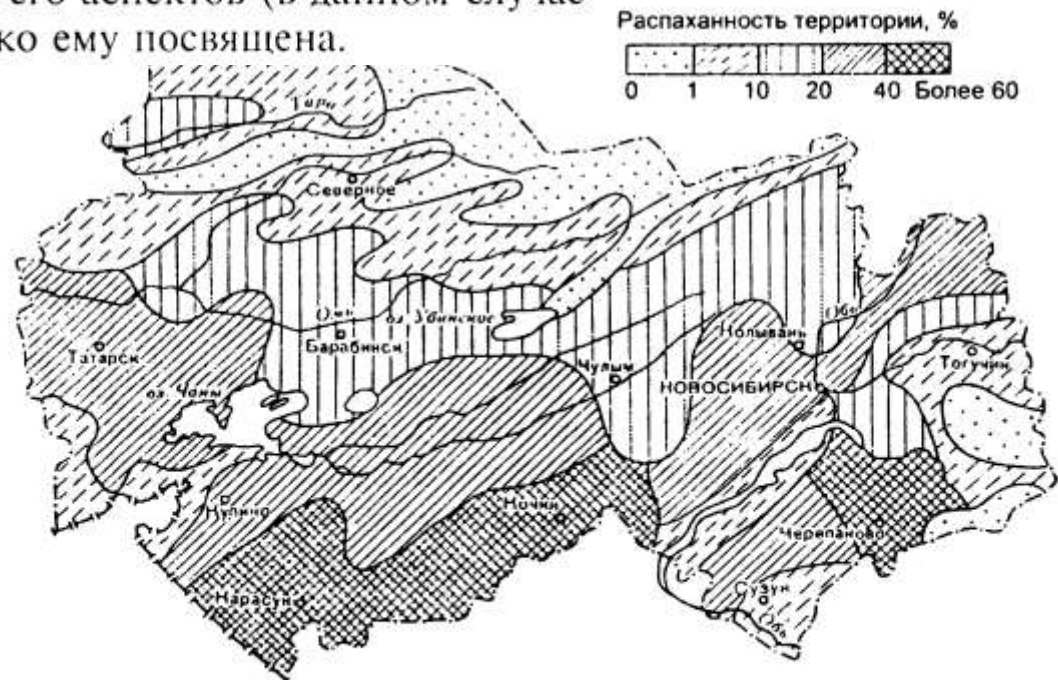 его аспектов (в данном случае
ко ему посвящена.
Распаханность территории, %
0 1 10 20 40 Более 60
Тара
Северное
Омь
оз. Убинское
Барабинск
Татарск
оз. Чаны
Чулым
Колывань
Обь
Тогучин
НОВОСИБИРСК
Купино
Кочки
Черепаново
Карасук
Сузун
Обь